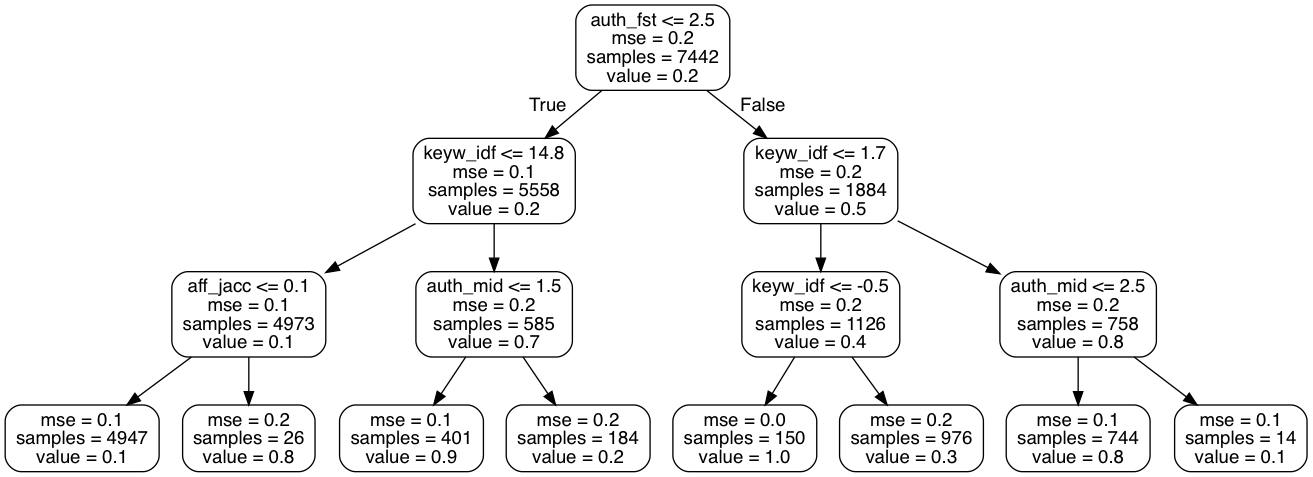 auth_fst <= 2.5
mse = 0.2
samples = 7442
value = 0.2
True
False
keyw_idf <= 14.8
mse = 0.1
samples = 5558
value = 0.2
keyw_idf <= 1.7
mse = 0.2
samples = 1884
value = 0.5
aff_jacc <= 0.1
mse = 0.1
samples = 4973
value = 0.1
auth_mid <= 1.5
mse = 0.2
samples = 585
value = 0.7
keyw_idf <= -0.5
mse = 0.2
samples = 1126
value = 0.4
auth_mid <= 2.5
mse = 0.2
samples = 758
value = 0.8
mse = 0.1
samples = 4947
value = 0.1
mse = 0.2
samples = 26
value = 0.8
mse = 0.1
samples = 401
value = 0.9
mse = 0.2
samples = 184
value = 0.2
mse = 0.0
samples = 150
value = 1.0
mse = 0.2
samples = 976
value = 0.3
mse = 0.1
samples = 744
value = 0.8
mse = 0.1
samples = 14
value = 0.1